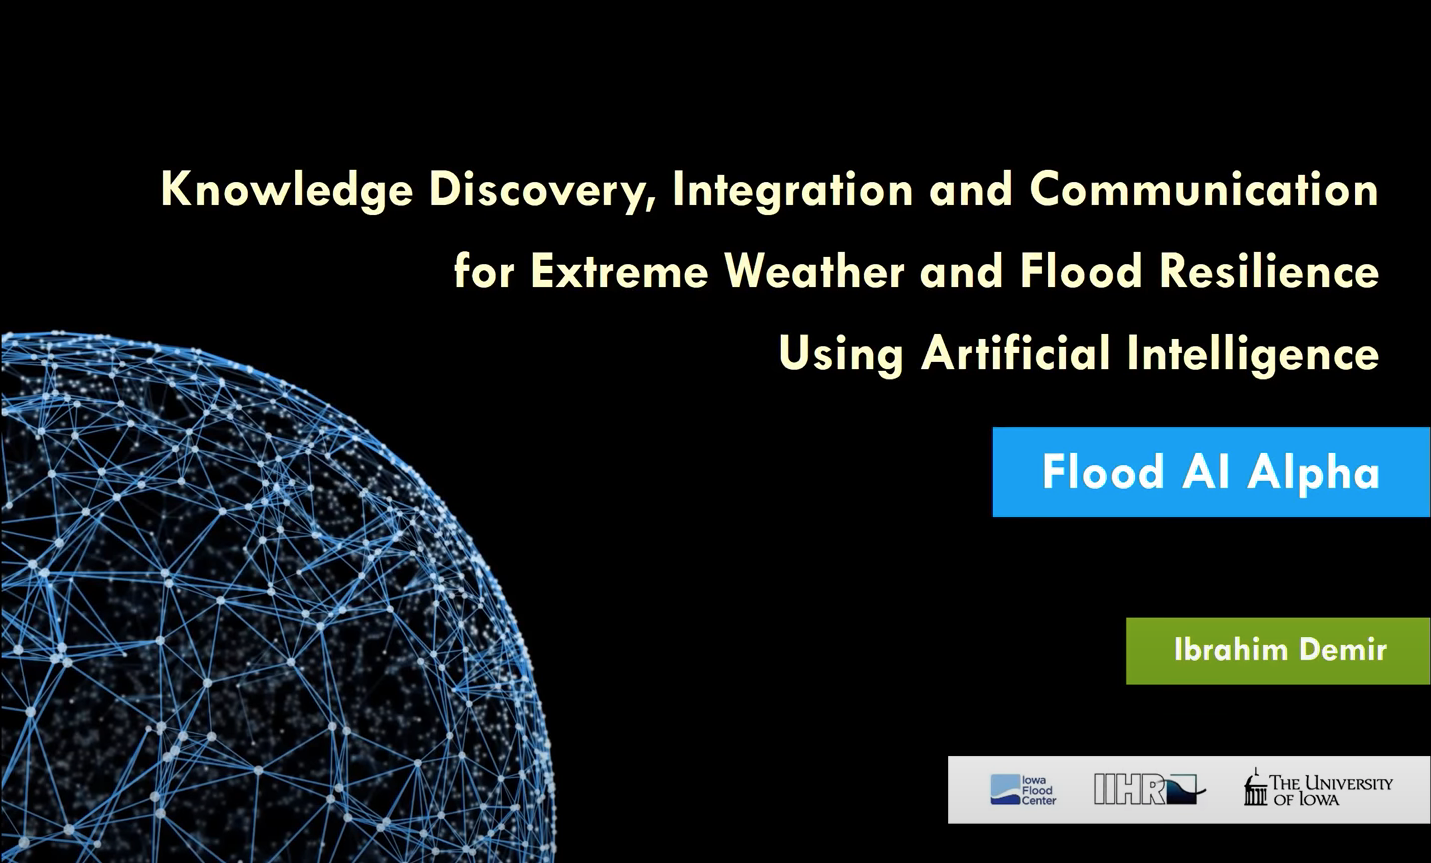 Knowledge Discovery, Integration and Communication
for Extreme Weather and Flood Resilience
Using Artificial Intelligence
Flood AI Alpha
Ibrahim Demir
Iowa
Flood
Center
IIHR
THE UNIVERSITY
OF IOWA